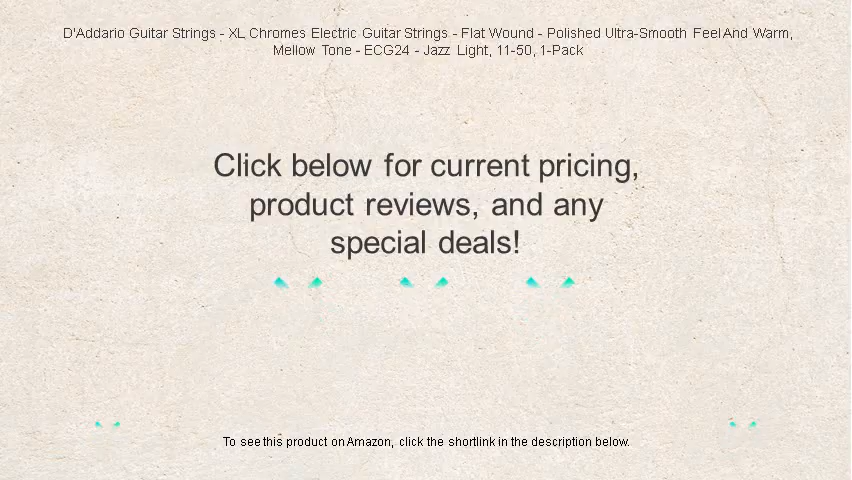 D'Addario Guitar Strings - XL Chromes Electric Guitar Strings - Flat Wound - Polished Ultra-Smooth Feel And Warm,
Mellow Tone - ECG24 - Jazz Light, 11-50, 1-Pack
Click below for current pricing,
product reviews, and any
special deals!
To see this product on Amazon, click the shortlink in the description below.